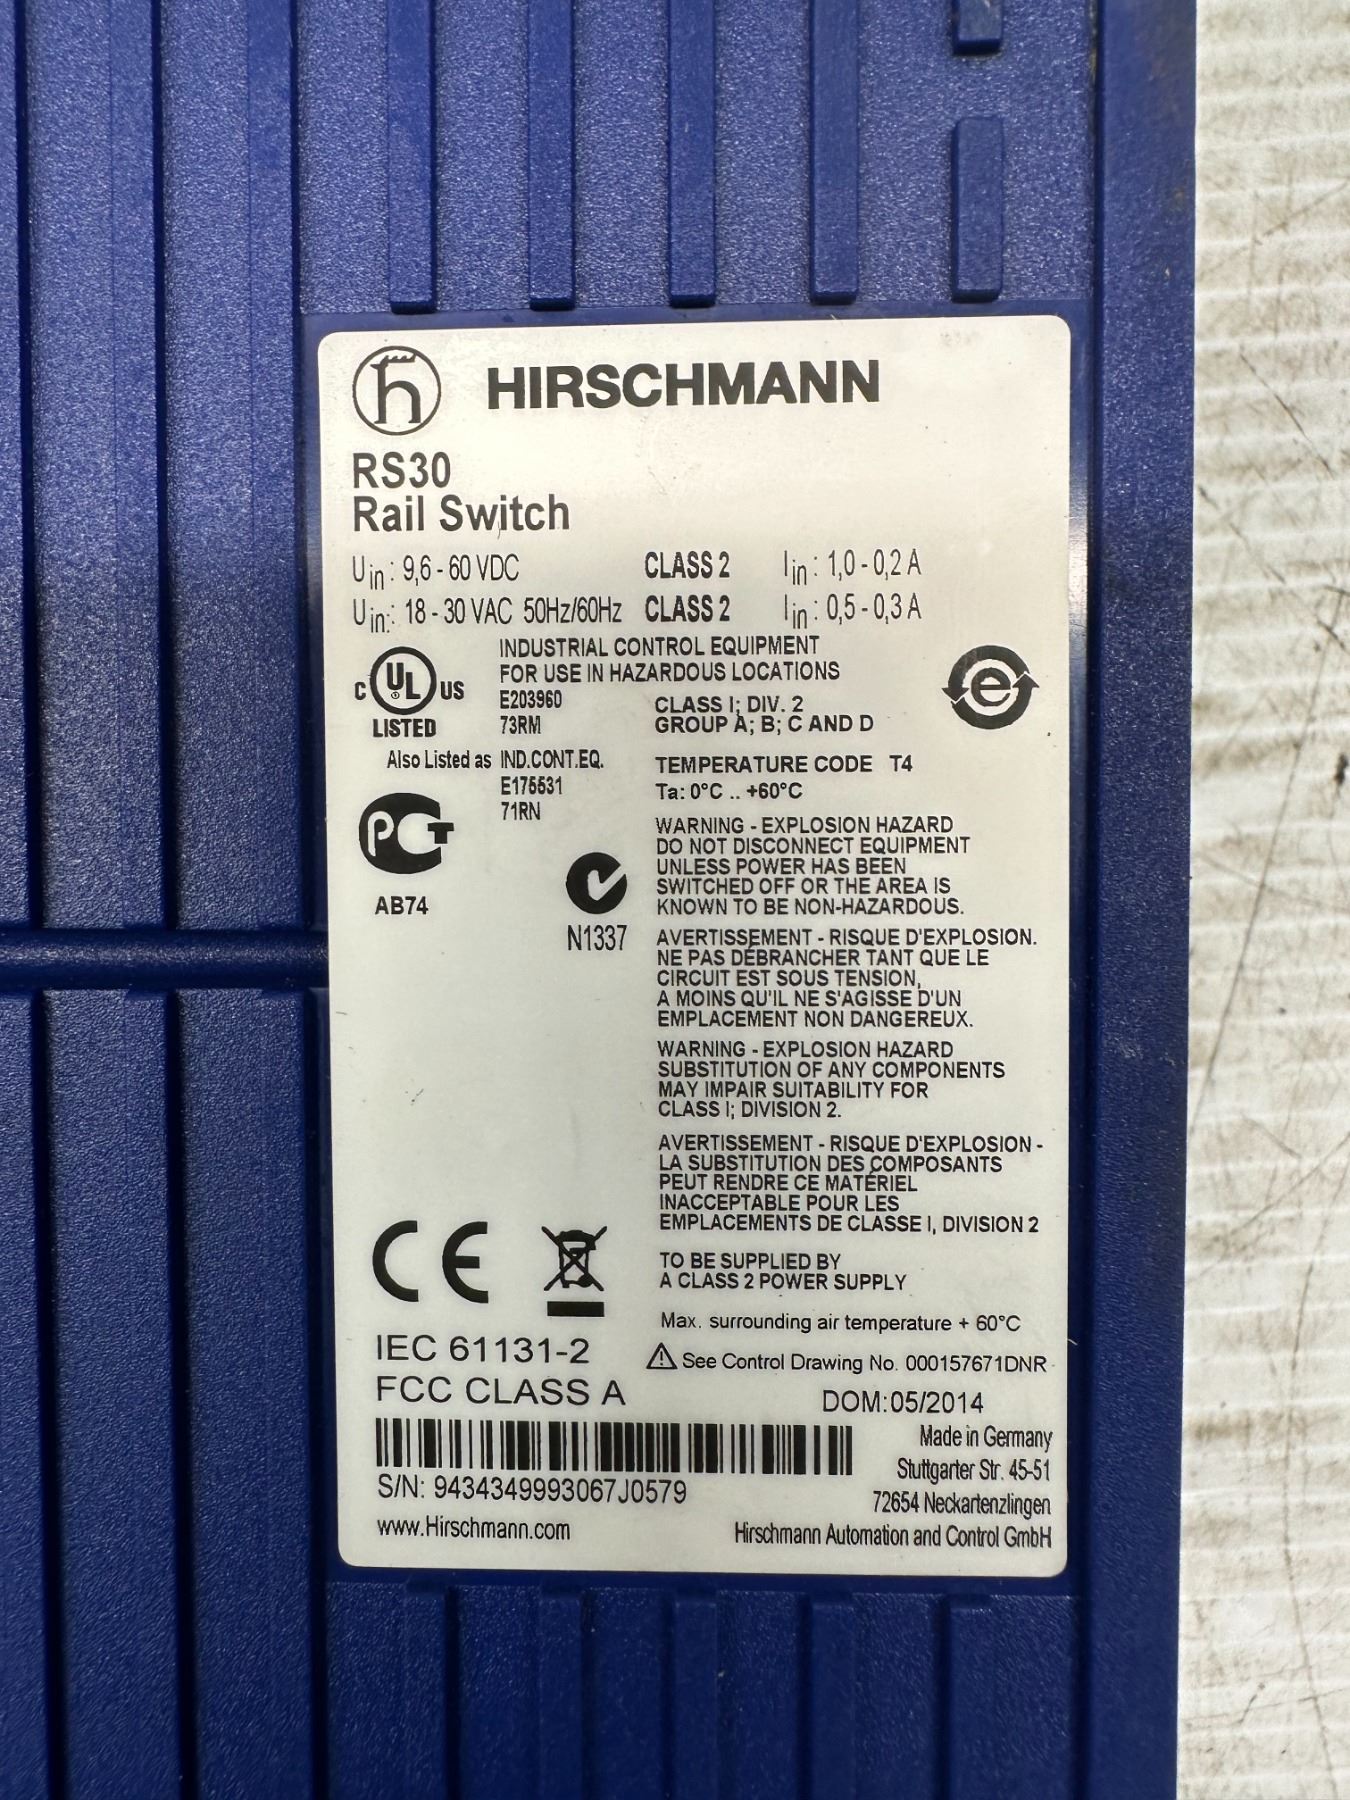 HIRSCHMANN
RS30
Rail Switch
Uin: 9,6 - 60 VDC CLASS 2 Iin: 1,0 - 0,2 A
Uin: 18 - 30 VAC 50Hz/60Hz CLASS 2 Iin: 0,5 - 0,3 A
INDUSTRIAL CONTROL EQUIPMENT
FOR USE IN HAZARDOUS LOCATIONS
C UL US
LISTED
E203960
73RM
CLASS I; DIV. 2
GROUP A; B; C AND D
e
Also Listed as IND.CONT.EQ.
E175531
71RN
TEMPERATURE CODE T4
Ta: 0°C .. +60°C
PCT
AB74
N1337
WARNING - EXPLOSION HAZARD
DO NOT DISCONNECT EQUIPMENT
UNLESS POWER HAS BEEN
SWITCHED OFF OR THE AREA IS
KNOWN TO BE NON-HAZARDOUS.
AVERTISSEMENT - RISQUE D'EXPLOSION.
NE PAS DÉBRANCHER TANT QUE LE
CIRCUIT EST SOUS TENSION,
A MOINS QU'IL NE S'AGISSE D'UN
EMPLACEMENT NON DANGEREUX.
WARNING - EXPLOSION HAZARD
SUBSTITUTION OF ANY COMPONENTS
MAY IMPAIR SUITABILITY FOR
CLASS I; DIVISION 2.
AVERTISSEMENT - RISQUE D'EXPLOSION -
LA SUBSTITUTION DES COMPOSANTS
PEUT RENDRE CE MATÉRIEL
INACCEPTABLE POUR LES
EMPLACEMENTS DE CLASSE I, DIVISION 2
TO BE SUPPLIED BY
A CLASS 2 POWER SUPPLY
Max. surrounding air temperature + 60°C
See Control Drawing No. 000157671DNR
CE
IEC 61131-2
FCC CLASS A
DOM:05/2014
Made in Germany
Stuttgarter Str. 45-51
72654 Neckartenzlingen
Hirschmann Automation and Control GmbH
S/N: 9434349993067J0579
www.Hirschmann.com